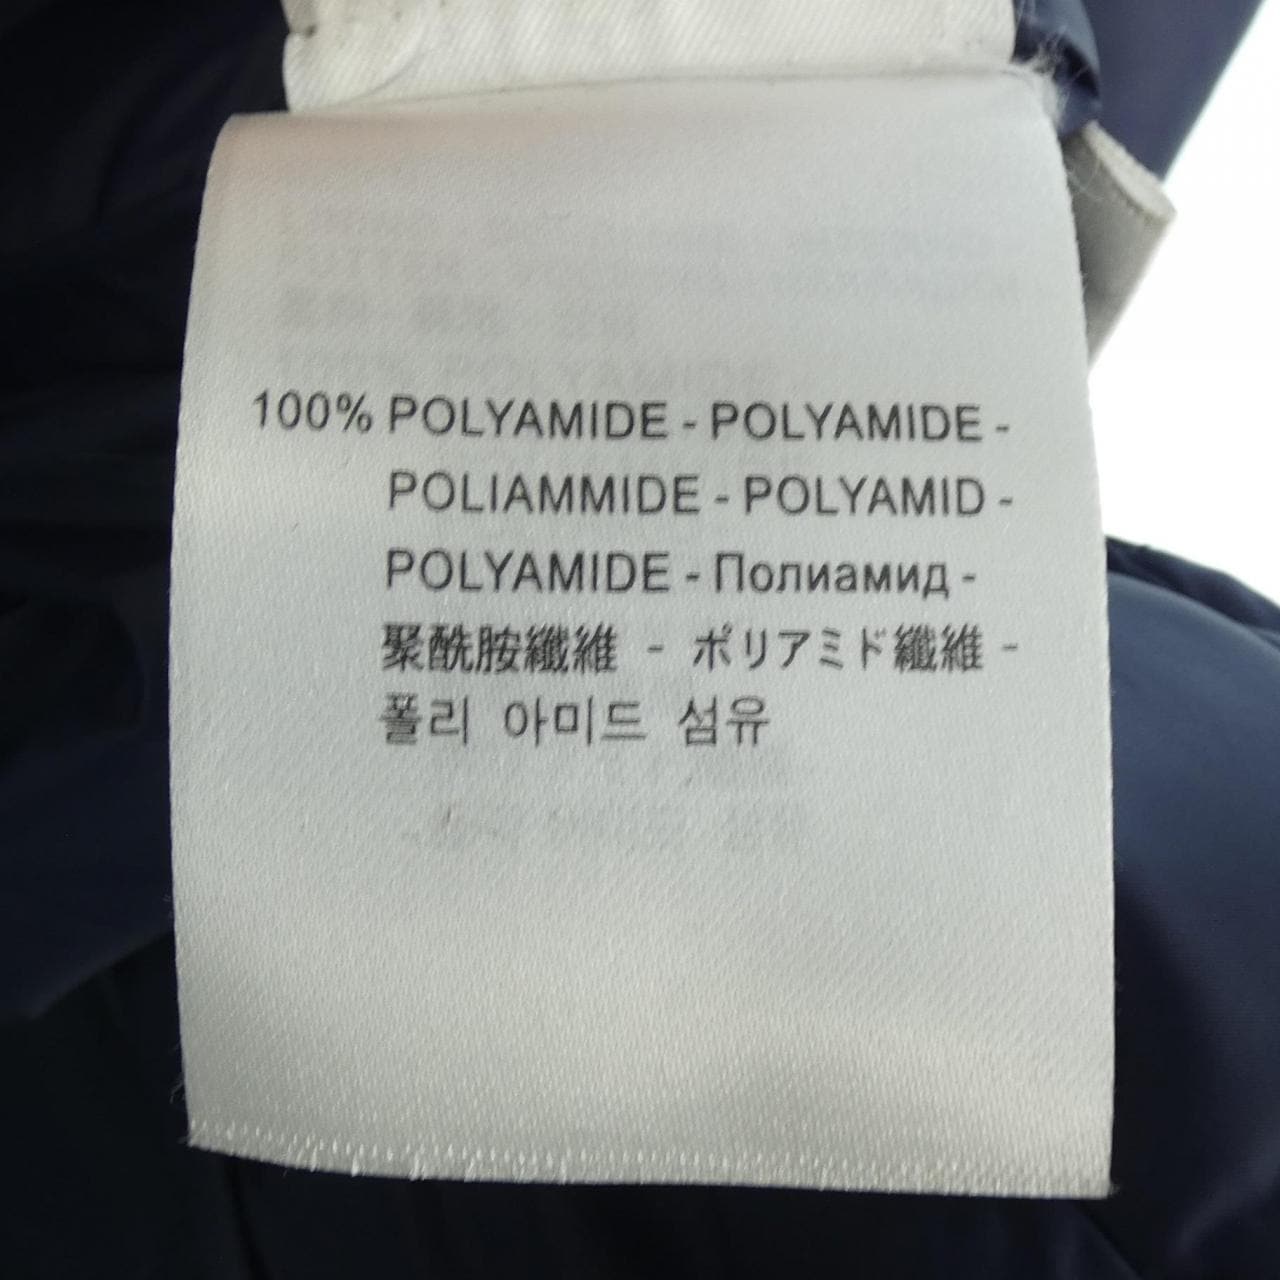 100% POLYAMIDE - POLYAMIDE -
POLIAMMIDE - POLYAMID -
POLYAMIDE - Полиамид -
聚酰胺纖維 - ポリアミド纖維 -
폴리 아미드 섬유